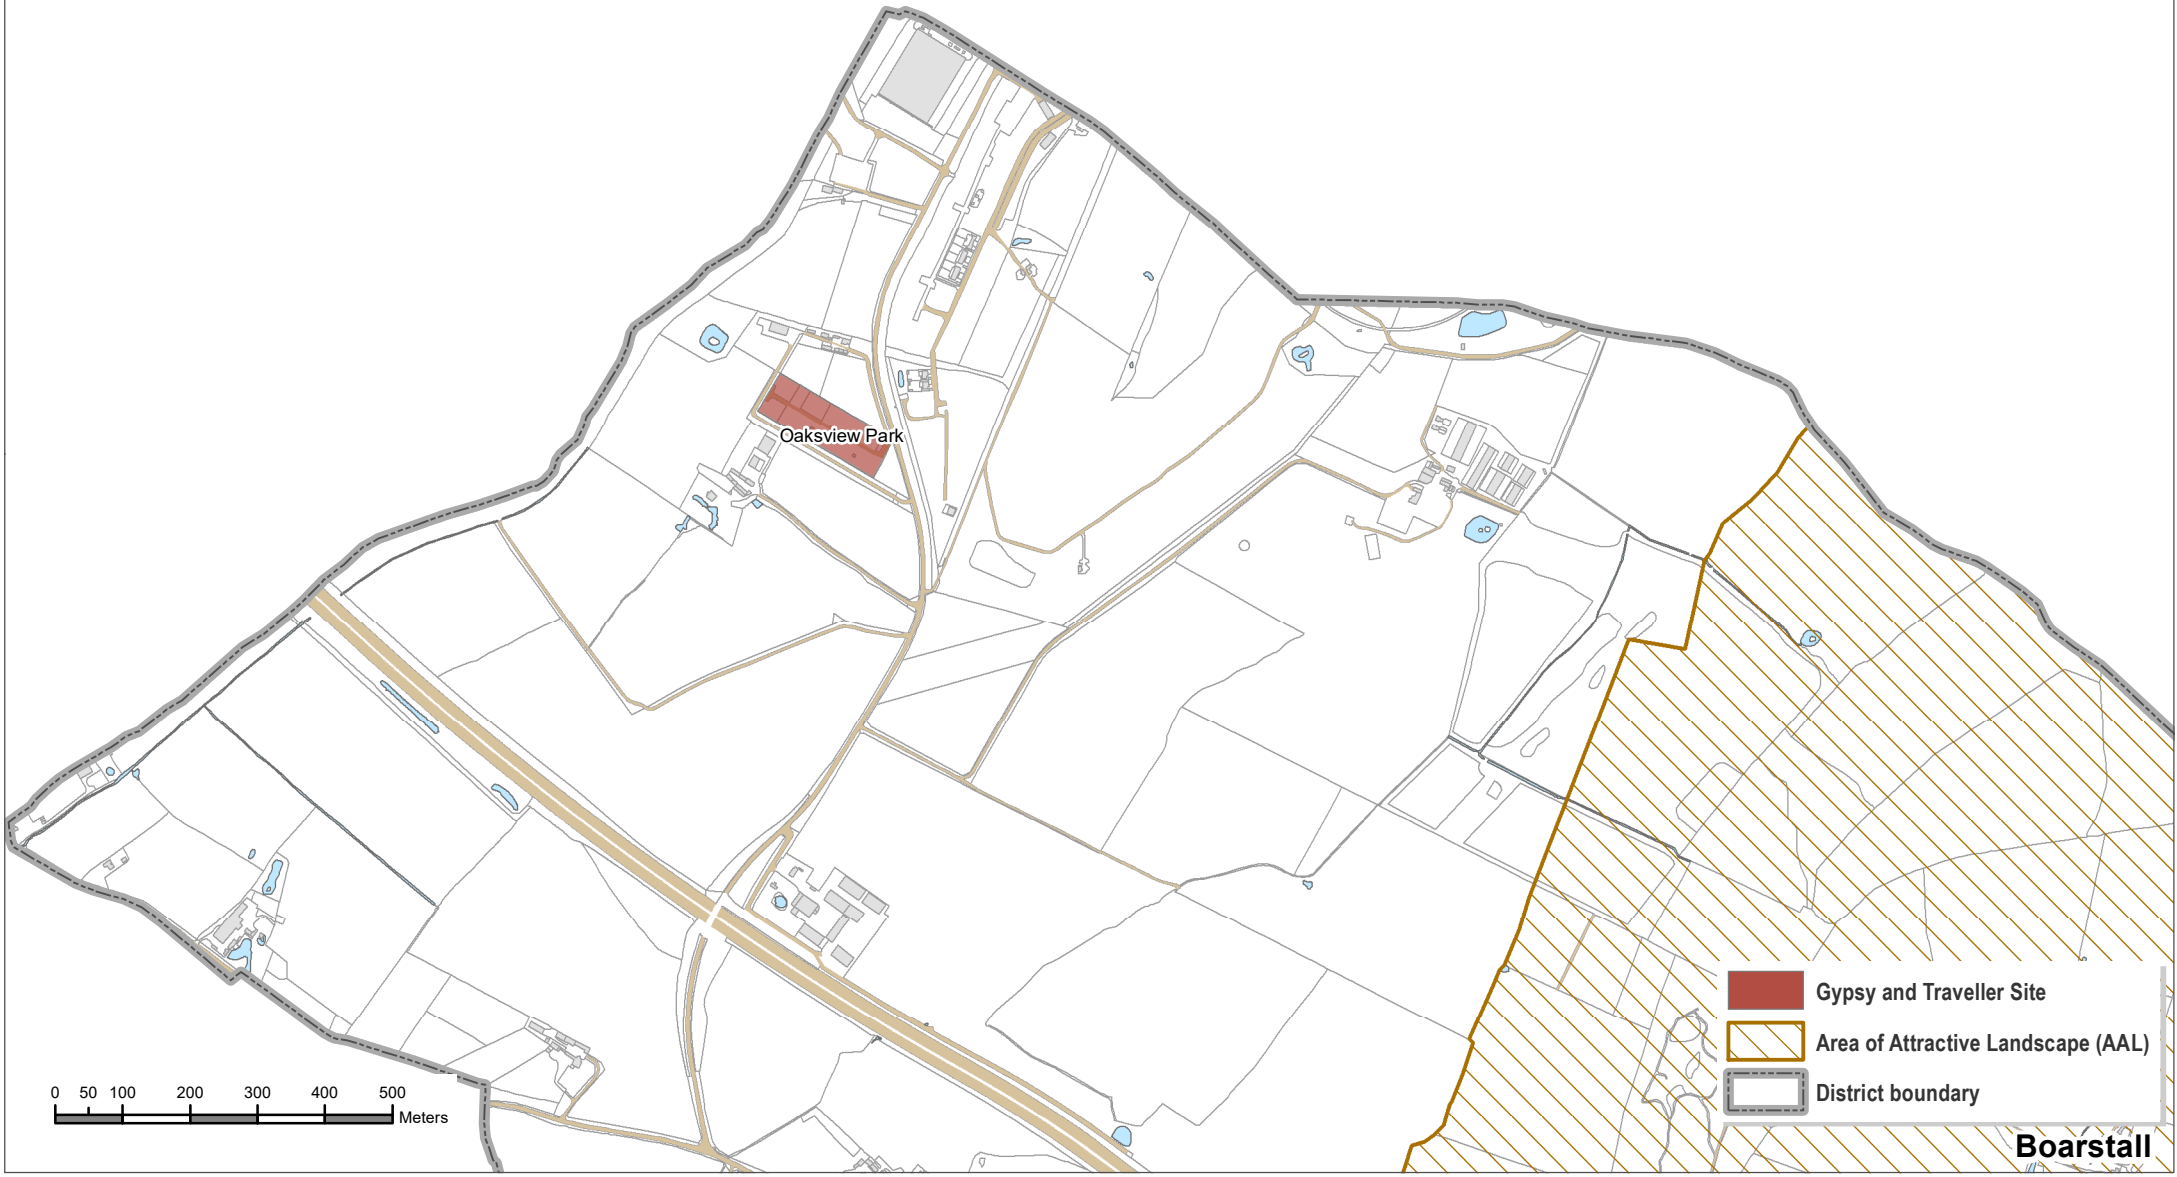 Oaksview Park
Gypsy and Traveller Site
Area of Attractive Landscape (AAL)
District boundary
0 50 100 200 300 400 500
Meters
Boarstall